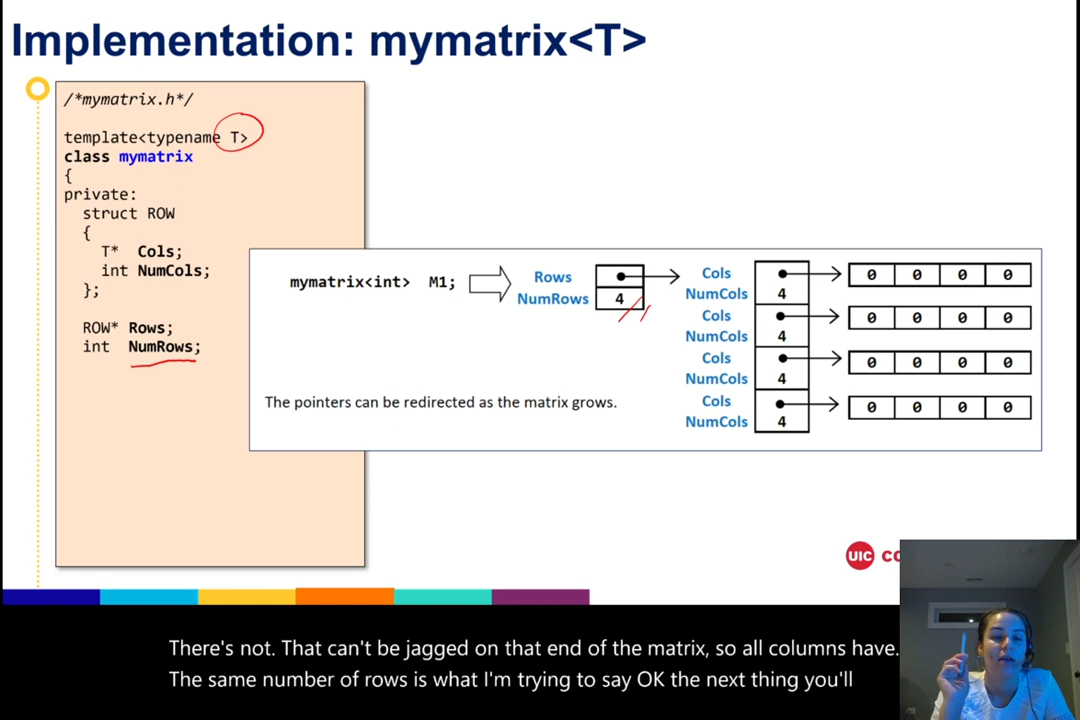 Implementation: mymatrix<T>
/*mymatrix.h*/
template<typename T>
class mymatrix
{
private:
struct ROW
{
T* Cols;
int NumCols;
};
ROW* Rows;
int NumRows;
mymatrix<int> M1;
Rows
NumRows 4
Cols 0 0 0 0
NumCols 4
Cols 0 0 0 0
NumCols 4
Cols 0 0 0 0
NumCols 4
Cols 0 0 0 0
NumCols 4
The pointers can be redirected as the matrix grows.
UIC
There's not. That can't be jagged on that end of the matrix, so all columns have.
The same number of rows is what I'm trying to say OK the next thing you'll